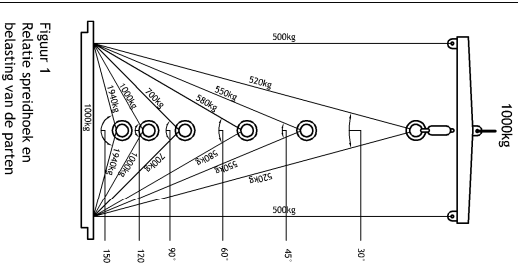 1000kg
500kg
500kg
520kg
520kg
550kg
550kg
580kg
580kg
700kg
700kg
1000kg
1000kg
1940kg
1940kg
1000kg
30°
45°
60°
90°
120
150
Figuur 1
Relatie spreidhoek en
belasting van de parten